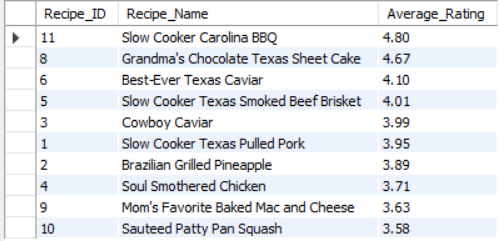 Recipe_ID Recipe_Name Average_Rating
11 Slow Cooker Carolina BBQ 4.80
8 Grandma's Chocolate Texas Sheet Cake 4.67
6 Best-Ever Texas Caviar 4.10
5 Slow Cooker Texas Smoked Beef Brisket 4.01
3 Cowboy Caviar 3.99
1 Slow Cooker Texas Pulled Pork 3.95
2 Brazilian Grilled Pineapple 3.89
4 Soul Smothered Chicken 3.71
9 Mom's Favorite Baked Mac and Cheese 3.63
10 Sauteed Patty Pan Squash 3.58